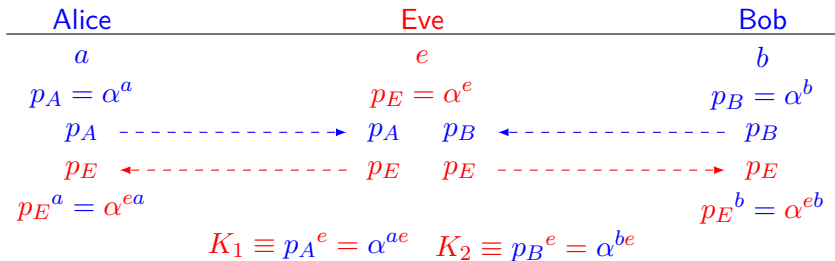 Alice Eve Bob
a e b
p_A = α^a p_E = α^e p_B = α^b
p_A p_A p_B p_B
p_E p_E p_E p_E
p_E^a = α^{ea} p_E^b = α^{eb}
K_1 ≡ p_A^e = α^{ae} K_2 ≡ p_B^e = α^{be}